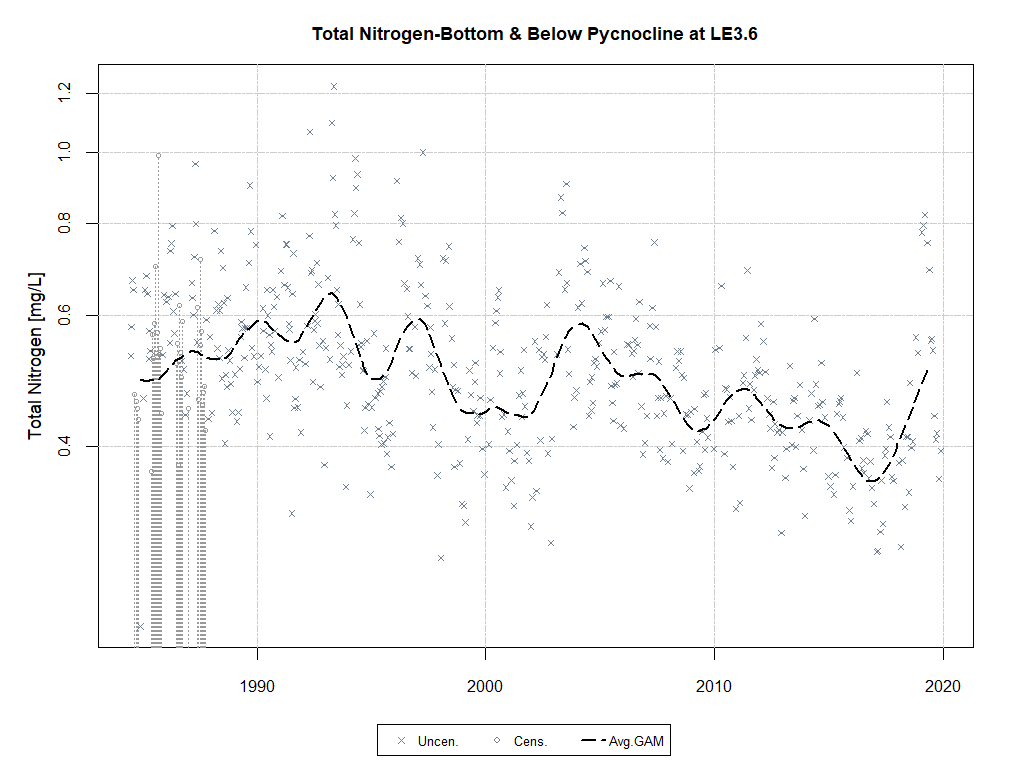 Total Nitrogen-Bottom & Below Pycnocline at LE3.6
Total Nitrogen [mg/L]
1.2
1.0
0.8
0.6
0.4
1990 2000 2010 2020
Uncen. Cens. Avg.GAM